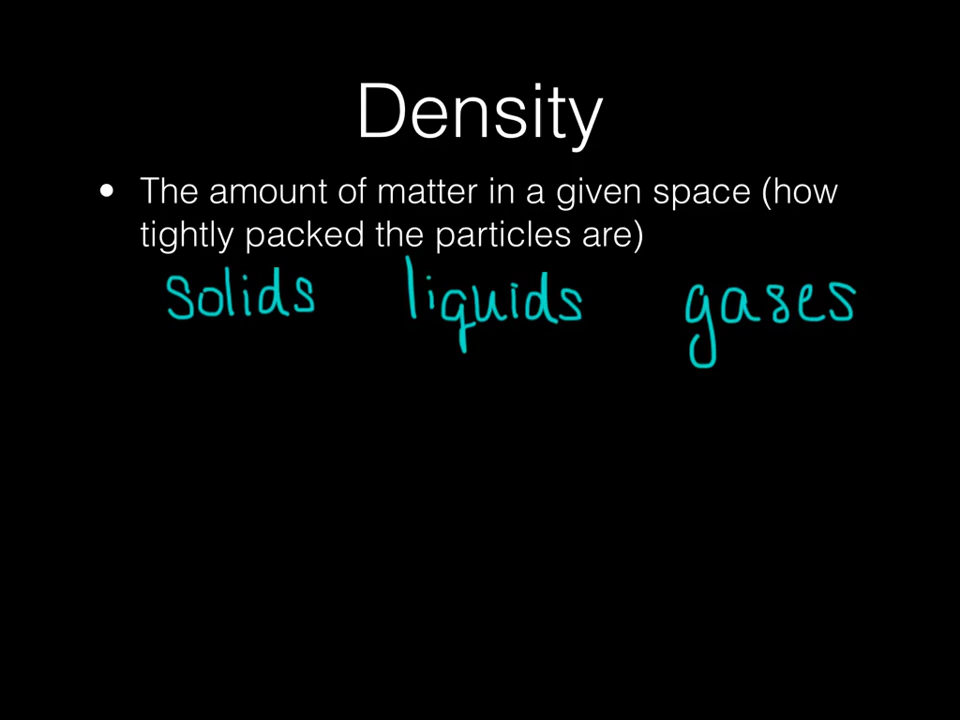 Density
• The amount of matter in a given space (how
tightly packed the particles are)
solids liquids gases